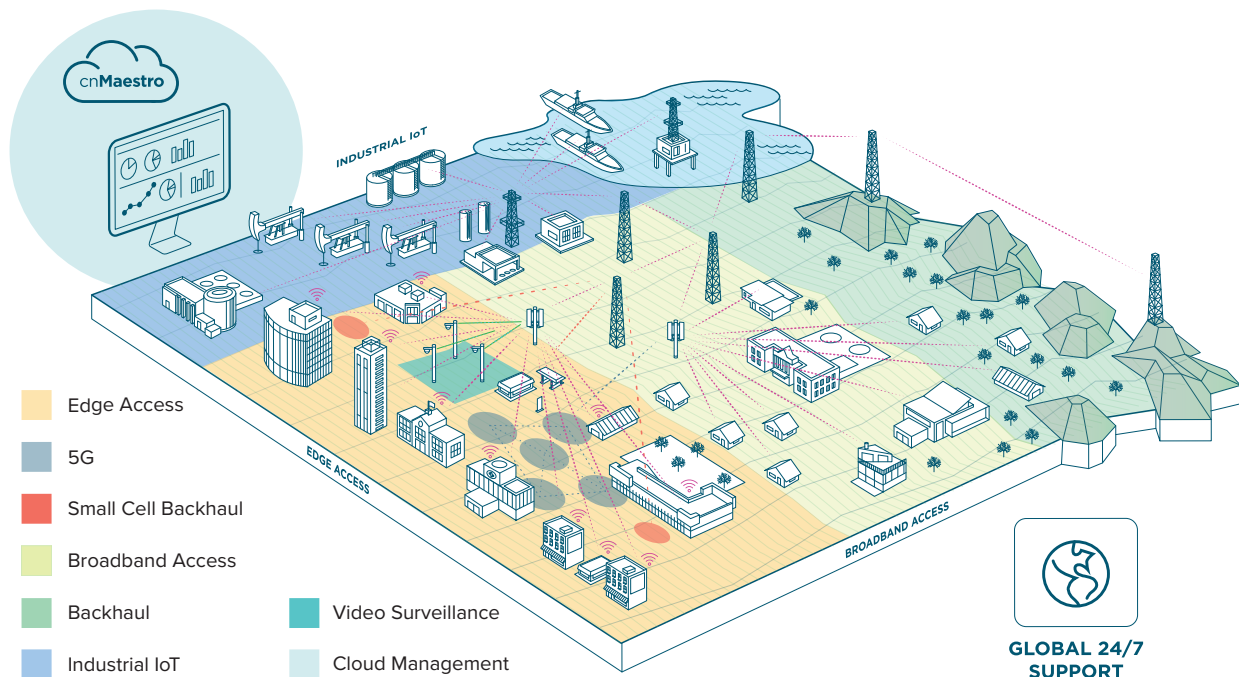 cnMaestro
INDUSTRIAL IoT
EDGE ACCESS
BROADBAND ACCESS
Edge Access
5G
Small Cell Backhaul
Broadband Access
Backhaul
Industrial IoT
Video Surveillance
Cloud Management
GLOBAL 24/7
SUPPORT